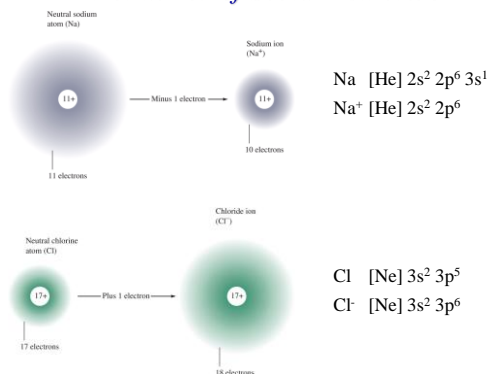 Neutral sodium
atom (Na)
Sodium ion
(Na⁺)
11+
Minus 1 electron
11+
10 electrons
11 electrons
Na [He] 2s² 2p⁶ 3s¹
Na⁺ [He] 2s² 2p⁶
Chloride ion
(Cl⁻)
Neutral chlorine
atom (Cl)
17+
Plus 1 electron
17+
17 electrons
18 electrons
Cl [Ne] 3s² 3p⁵
Cl⁻ [Ne] 3s² 3p⁶